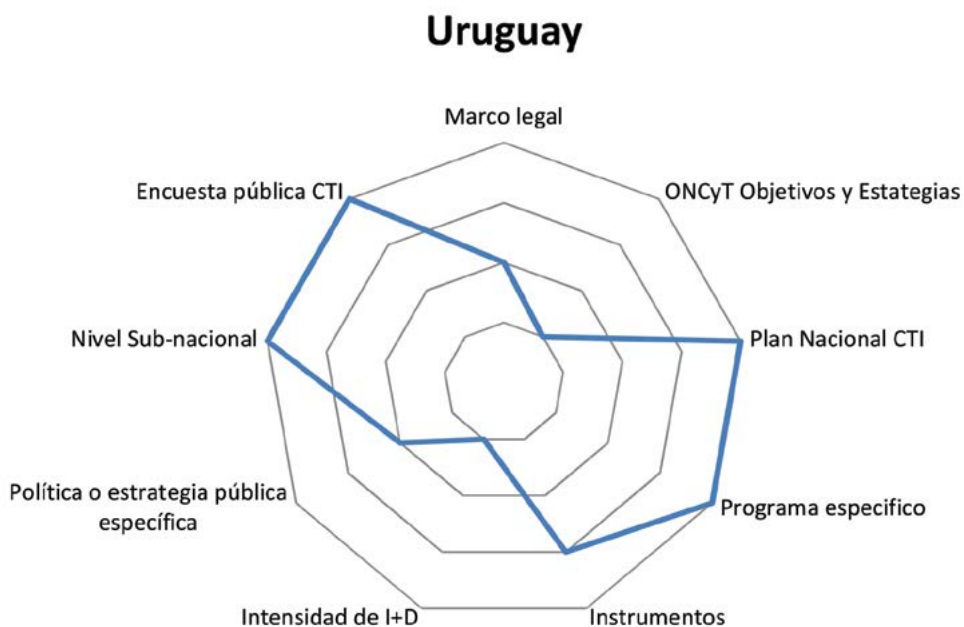 Uruguay
Marco legal
Encuesta pública CTI
ONCyT Objetivos y Estategias
Nivel Sub-nacional
Plan Nacional CTI
Política o estrategia pública
específica
Programa especifico
Intensidad de I+D
Instrumentos